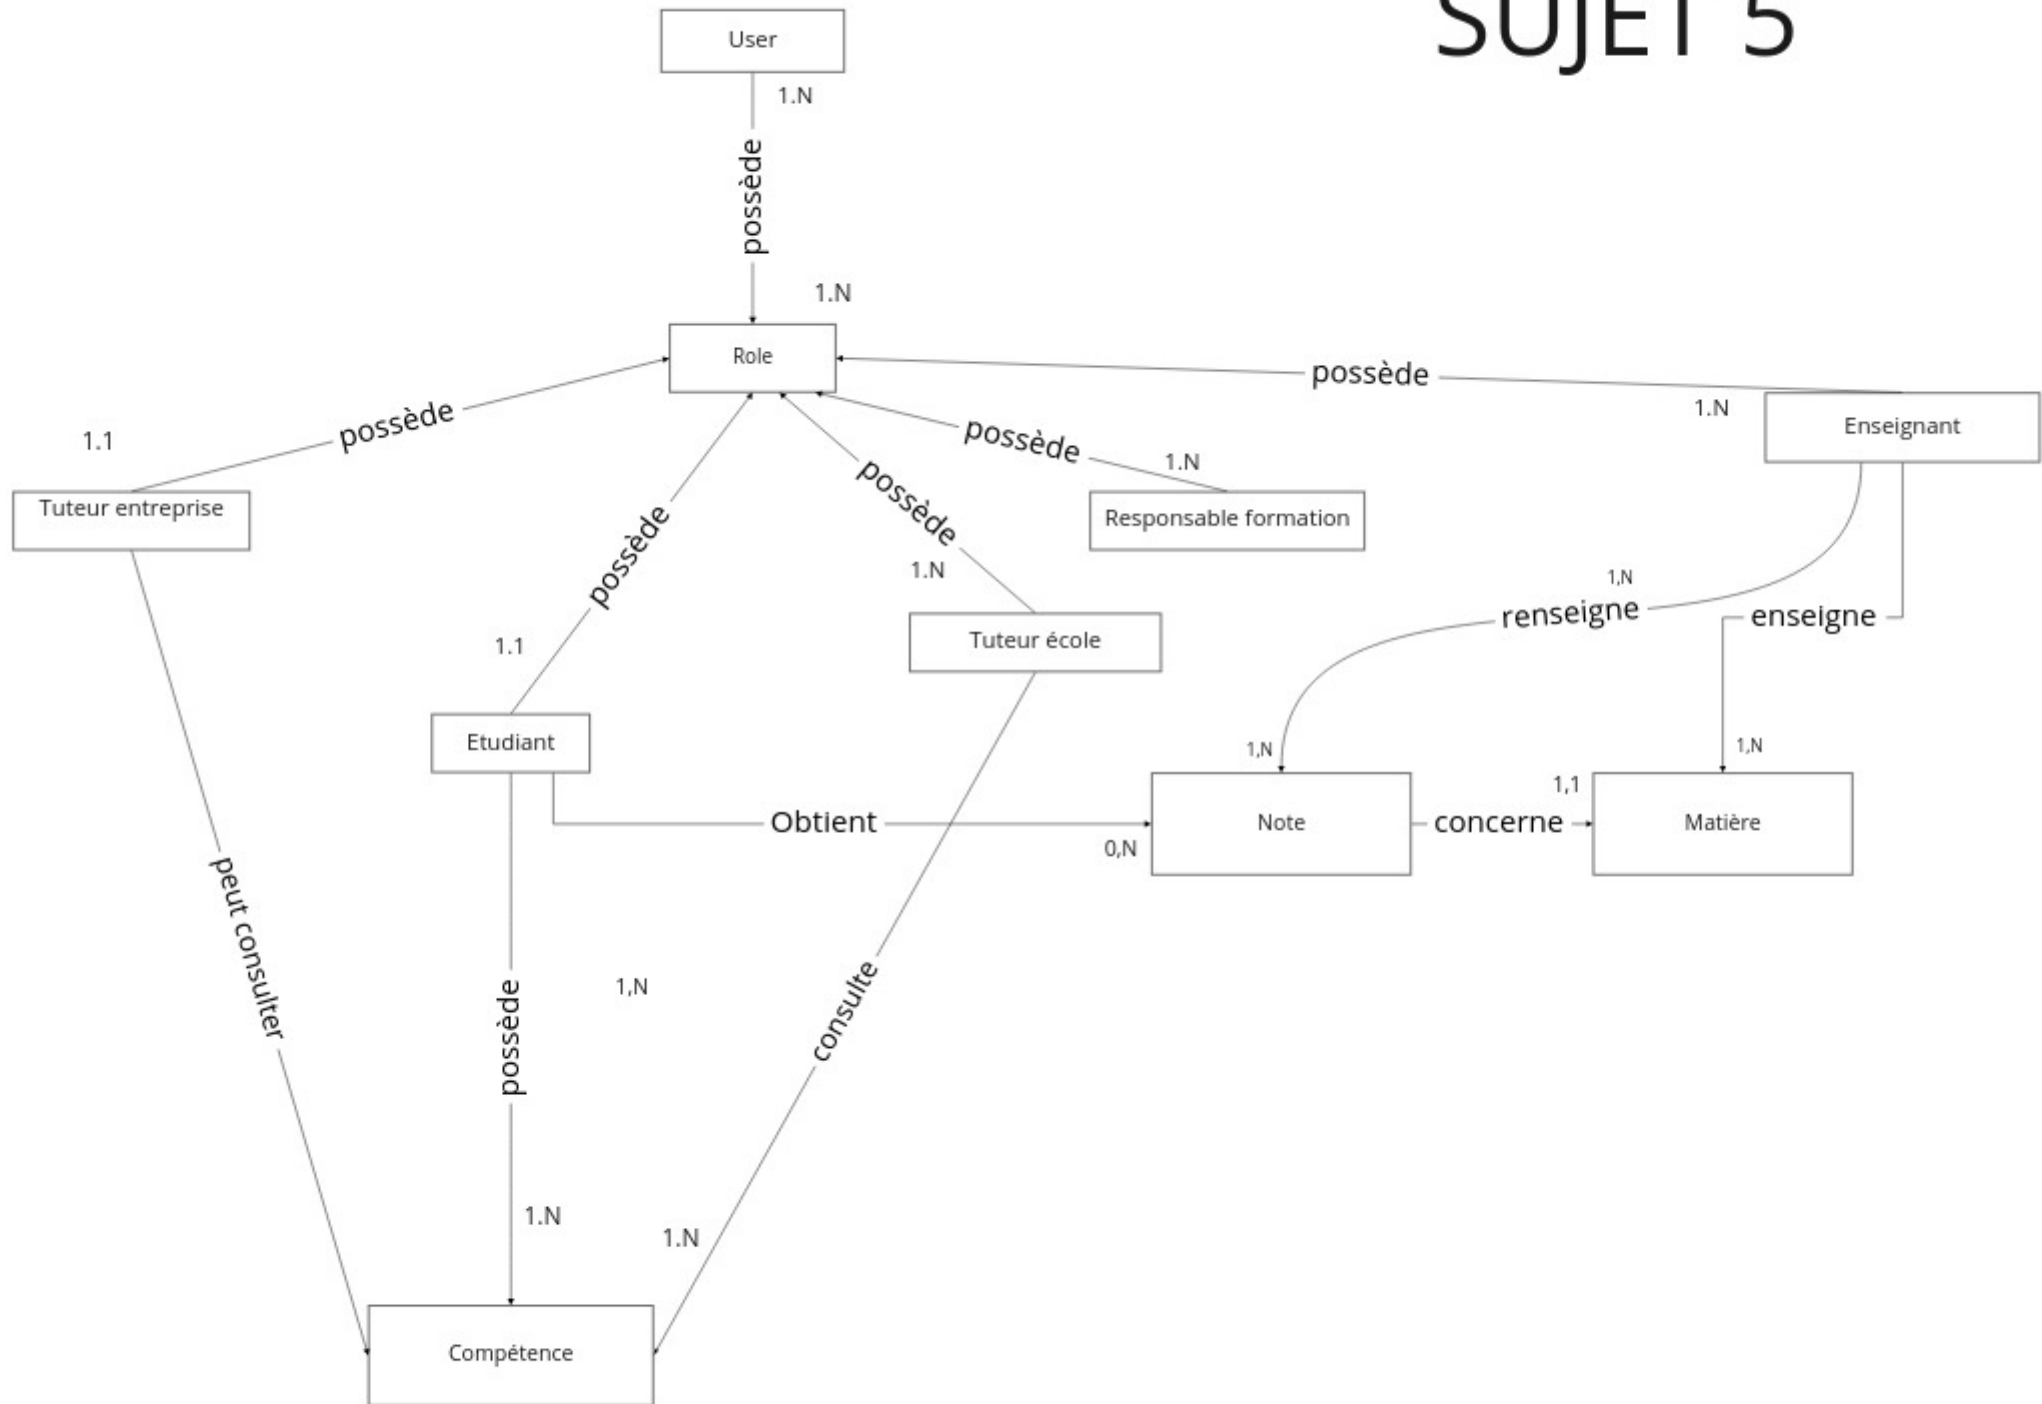 SUJET 5
User
1.N
possède
1.N
Role
possède
possède
1.N
Enseignant
1.1
possède
1.N
possède
Tuteur entreprise
Responsable formation
possède
1.N
1,N
renseigne
enseigne
1.1
Tuteur école
Etudiant
1,N
1,N
Obtient
0,N
Note
1,1
concerne
Matière
peut consulter
possède
1,N
consulte
1.N
1.N
Compétence